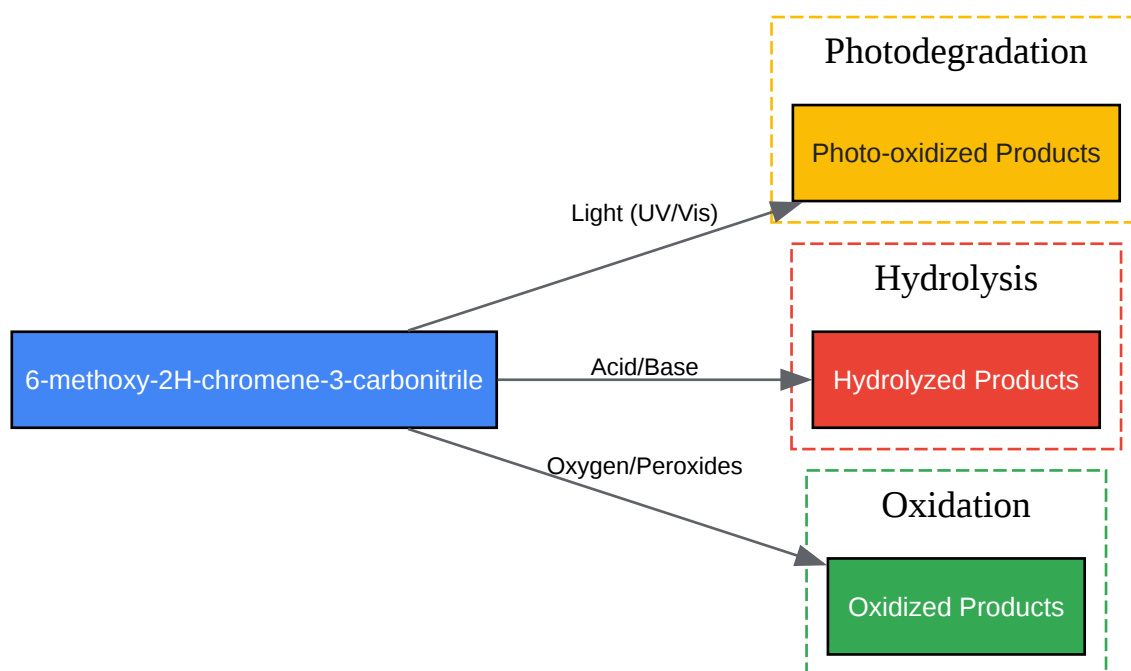 Photodegradation
Photo-oxidized Products
Light (UV/Vis)
Hydrolysis
6-methoxy-2H-chromene-3-carbonitrile
Acid/Base
Hydrolyzed Products
Oxygen/Peroxides
Oxidation
Oxidized Products